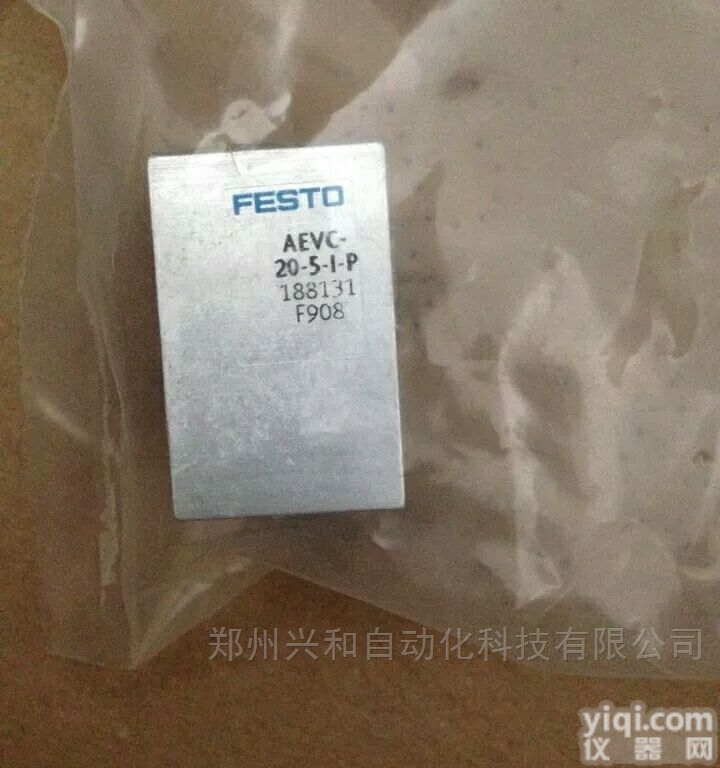 FESTO
AEVC-
20-5-I-P
188131
F908
郑州兴和自动化科技有限公司
yiqi.com
仪器网